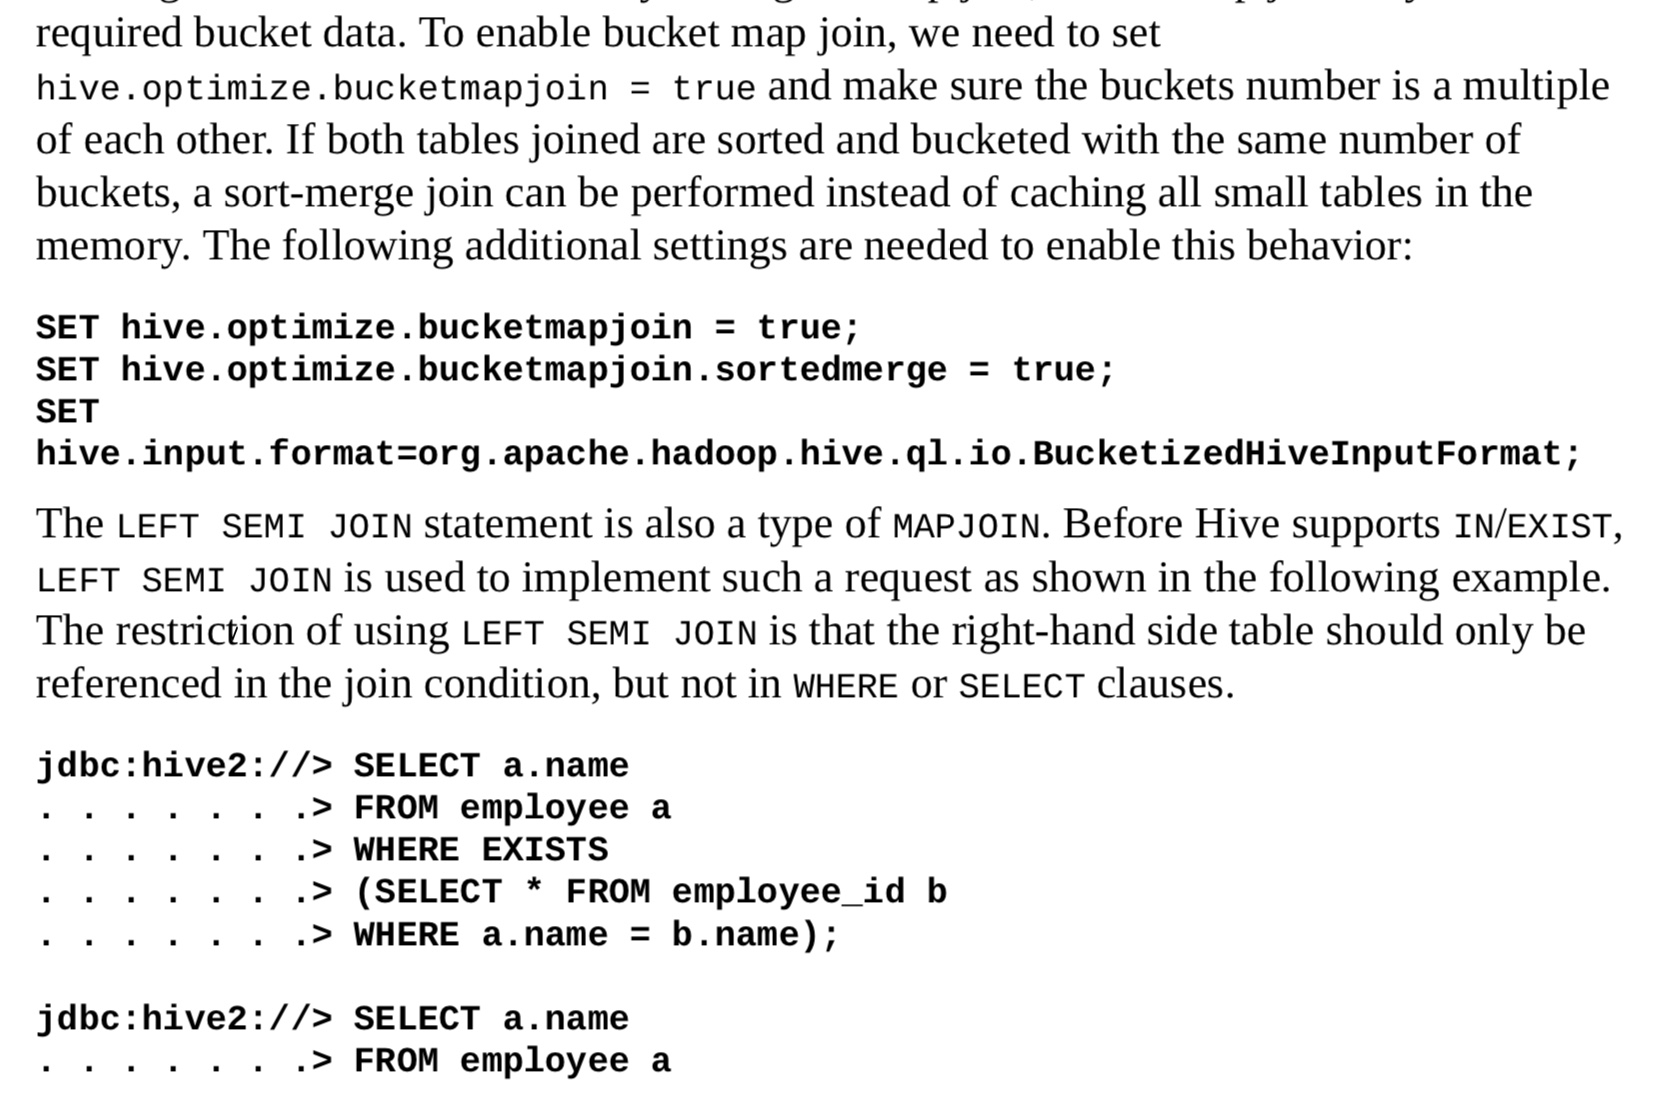 required bucket data. To enable bucket map join, we need to set
hive.optimize.bucketmapjoin = true and make sure the buckets number is a multiple
of each other. If both tables joined are sorted and bucketed with the same number of
buckets, a sort-merge join can be performed instead of caching all small tables in the
memory. The following additional settings are needed to enable this behavior:
SET hive.optimize.bucketmapjoin = true;
SET hive.optimize.bucketmapjoin.sortedmerge = true;
SET
hive.input.format=org.apache.hadoop.hive.ql.io.BucketizedHiveInputFormat;
The LEFT SEMI JOIN statement is also a type of MAPJOIN. Before Hive supports IN/EXIST,
LEFT SEMI JOIN is used to implement such a request as shown in the following example.
The restriction of using LEFT SEMI JOIN is that the right-hand side table should only be
referenced in the join condition, but not in WHERE or SELECT clauses.
jdbc:hive2://> SELECT a.name
. . . . . . .> FROM employee a
. . . . . . .> WHERE EXISTS
. . . . . . .> (SELECT * FROM employee_id b
. . . . . . .> WHERE a.name = b.name);
jdbc:hive2://> SELECT a.name
. . . . . . .> FROM employee a